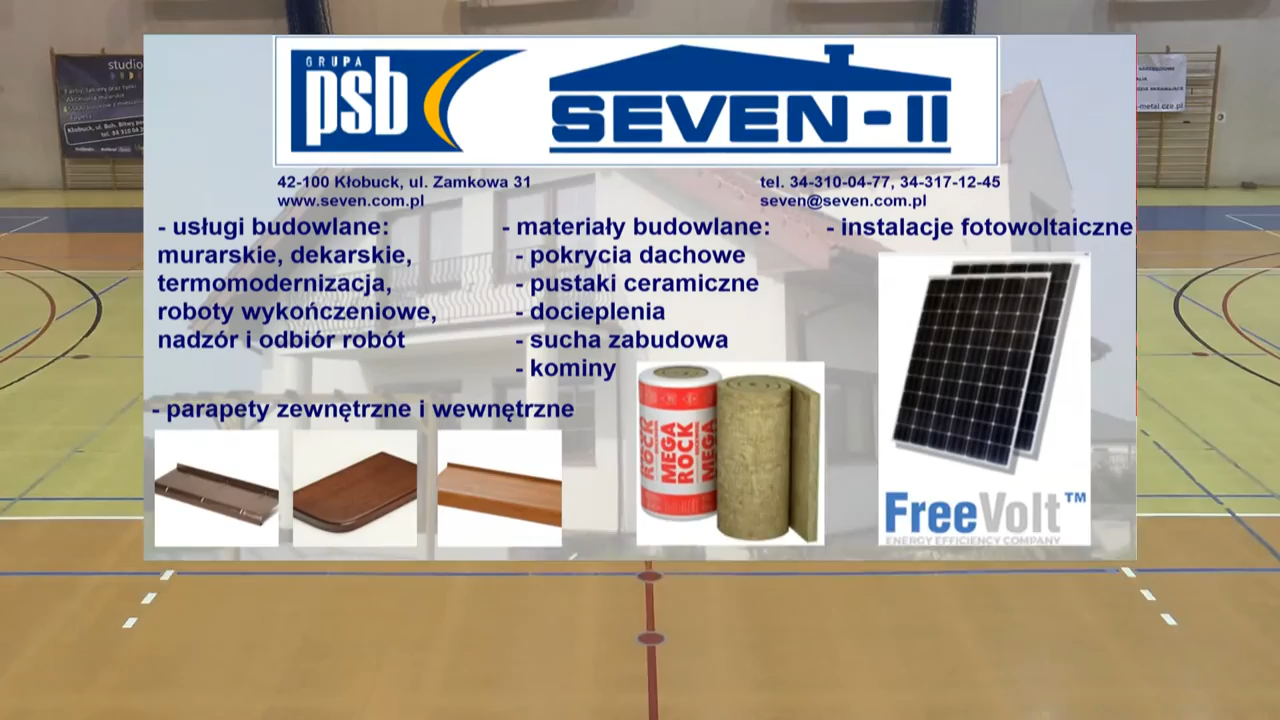 studio
GRUPA
psb
SEVEN-II
42-100 Kłobuck, ul. Zamkowa 31
www.seven.com.pl
tel. 34-310-04-77, 34-317-12-45
seven@seven.com.pl
- usługi budowlane:
murarskie, dekarskie,
termomodernizacja,
roboty wykończeniowe,
nadzór i odbiór robót
- materiały budowlane:
- pokrycia dachowe
- pustaki ceramiczne
- docieplenia
- sucha zabudowa
- kominy
- instalacje fotowoltaiczne
- parapety zewnętrzne i wewnętrzne
ROCK
MEGA
ROCK
MEGA
FreeVolt™
ENERGY EFFICIENCY COMPANY